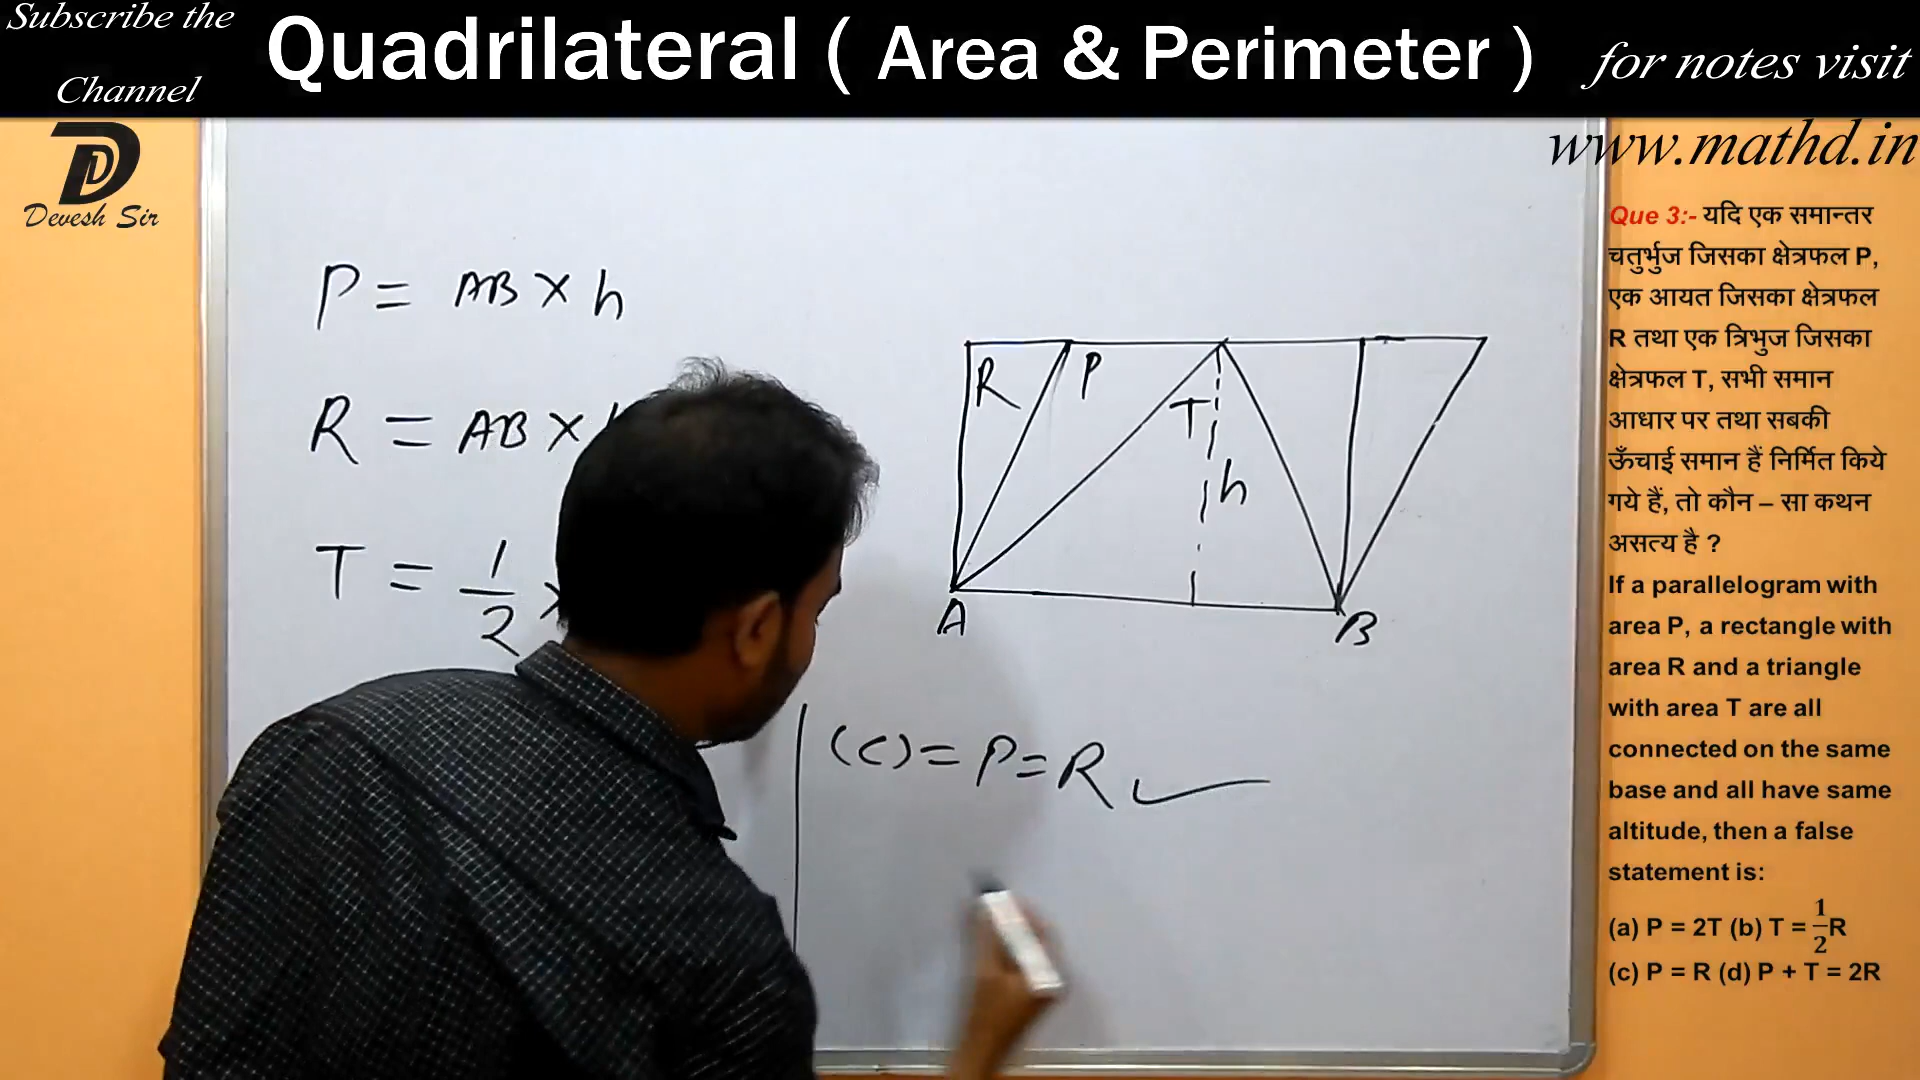 Subscribe the
Channel
Quadrilateral ( Area & Perimeter )
for notes visit
www.mathd.in
D
Devesh Sir
P = AB × h
R = AB ×
T = 1/2 ×
R P
T
h
A B
(C) = P = R ✓
Que 3:- यदि एक समान्तर
चतुर्भुज जिसका क्षेत्रफल P,
एक आयत जिसका क्षेत्रफल
R तथा एक त्रिभुज जिसका
क्षेत्रफल T, सभी समान
आधार पर तथा सबकी
ऊँचाई समान हैं निर्मित किये
गये हैं, तो कौन – सा कथन
असत्य है ?
If a parallelogram with
area P, a rectangle with
area R and a triangle
with area T are all
connected on the same
base and all have same
altitude, then a false
statement is:
(a) P = 2T (b) T = 1/2 R
(c) P = R (d) P + T = 2R